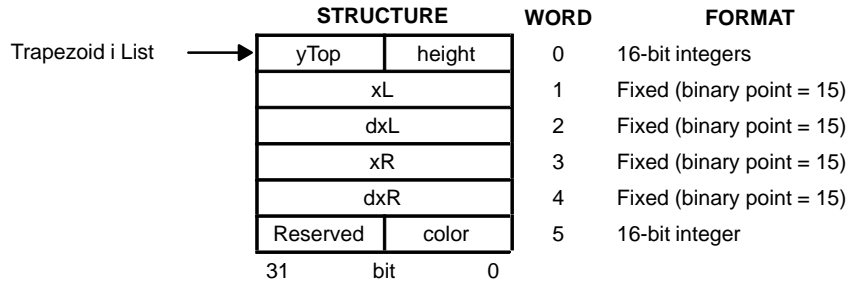 STRUCTURE WORD FORMAT
Trapezoid i List yTop height 0 16-bit integers
xL 1 Fixed (binary point = 15)
dxL 2 Fixed (binary point = 15)
xR 3 Fixed (binary point = 15)
dxR 4 Fixed (binary point = 15)
Reserved color 5 16-bit integer
31 bit 0